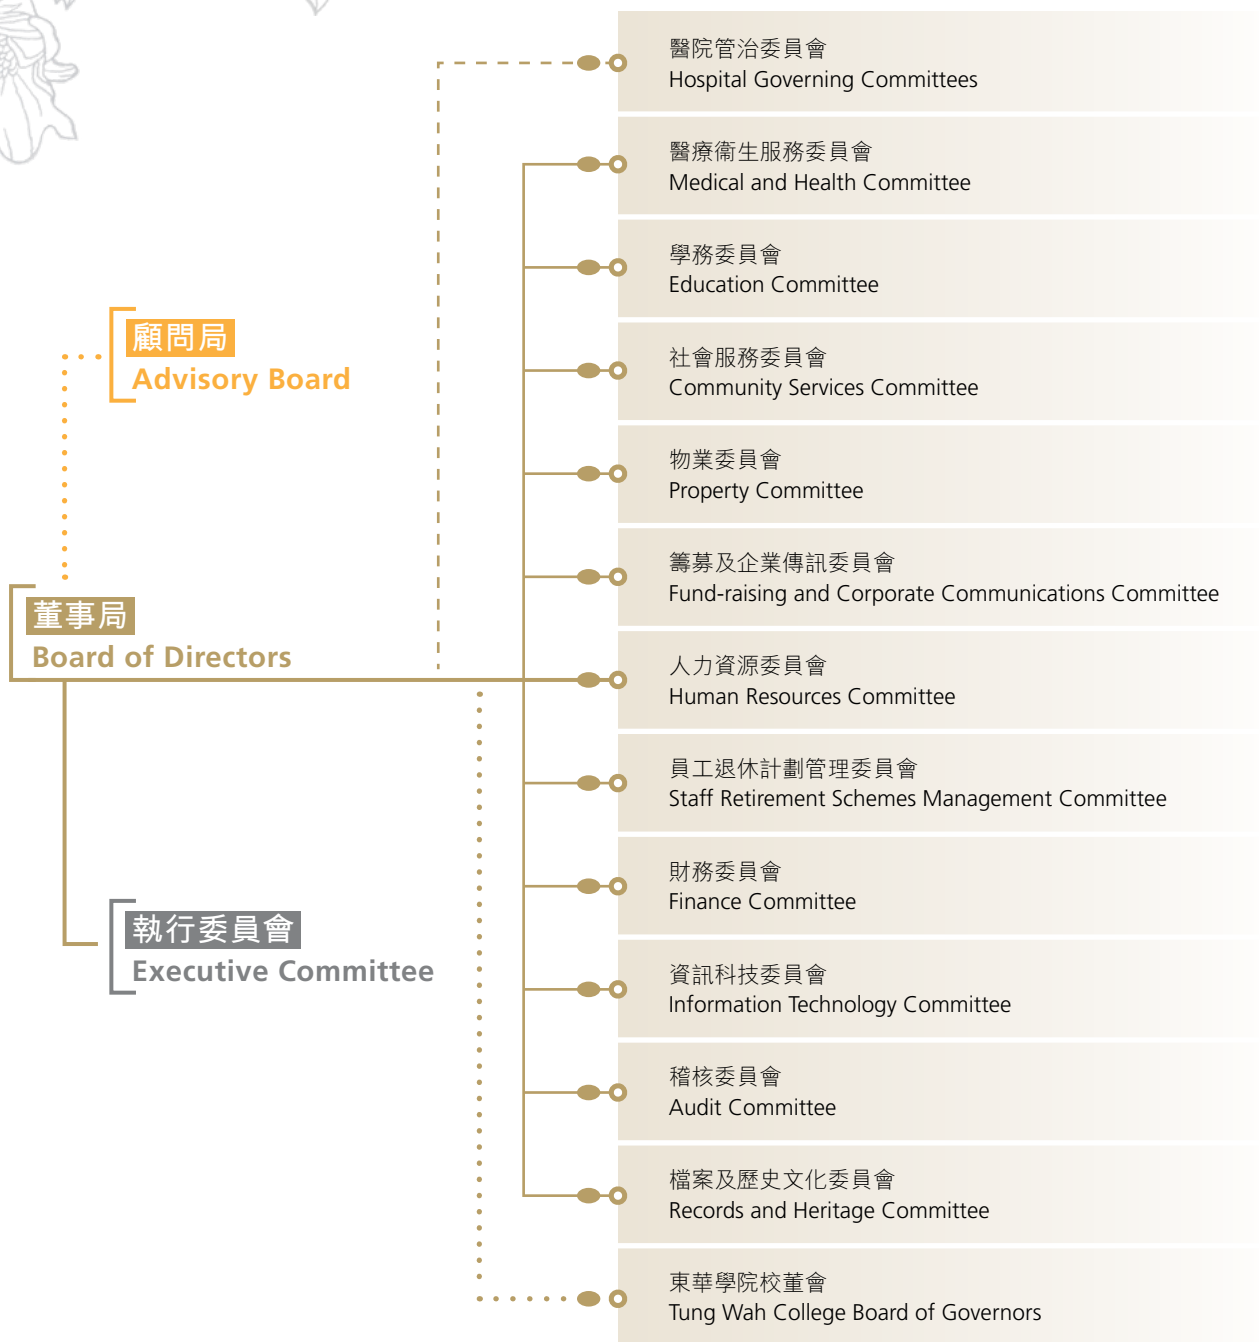 醫院管治委員會
Hospital Governing Committees
醫療衞生服務委員會
Medical and Health Committee
學務委員會
Education Committee
顧問局
Advisory Board
社會服務委員會
Community Services Committee
物業委員會
Property Committee
籌募及企業傳訊委員會
Fund-raising and Corporate Communications Committee
董事局
Board of Directors
人力資源委員會
Human Resources Committee
員工退休計劃管理委員會
Staff Retirement Schemes Management Committee
財務委員會
Finance Committee
執行委員會
Executive Committee
資訊科技委員會
Information Technology Committee
稽核委員會
Audit Committee
檔案及歷史文化委員會
Records and Heritage Committee
東華學院校董會
Tung Wah College Board of Governors